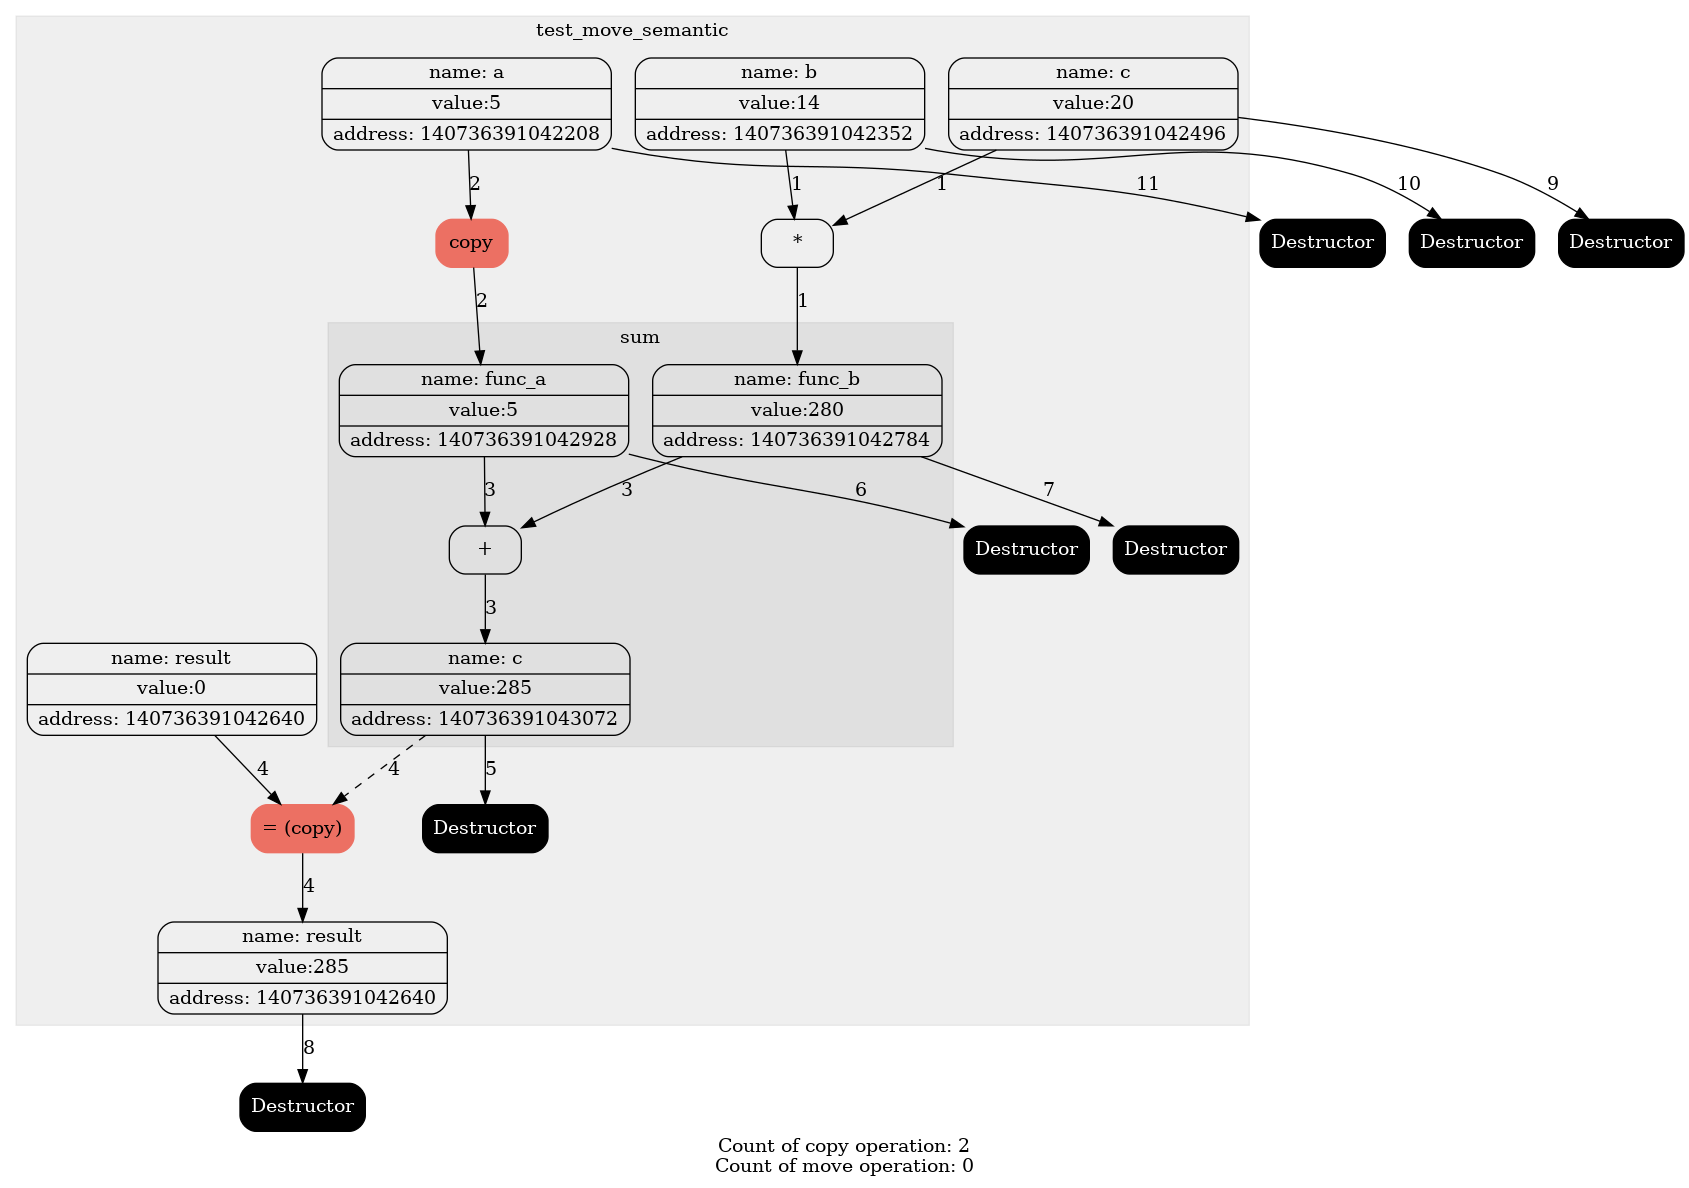 test_move_semantic
name: a
value:5
address: 140736391042208
name: b
value:14
address: 140736391042352
name: c
value:20
address: 140736391042496
2
1
1
11
10
9
copy
*
Destructor
Destructor
Destructor
2
1
sum
name: func_a
value:5
address: 140736391042928
name: func_b
value:280
address: 140736391042784
3
3
6
7
+
Destructor
Destructor
3
name: result
value:0
address: 140736391042640
name: c
value:285
address: 140736391043072
4
4
5
= (copy)
Destructor
4
name: result
value:285
address: 140736391042640
8
Destructor
Count of copy operation: 2
Count of move operation: 0